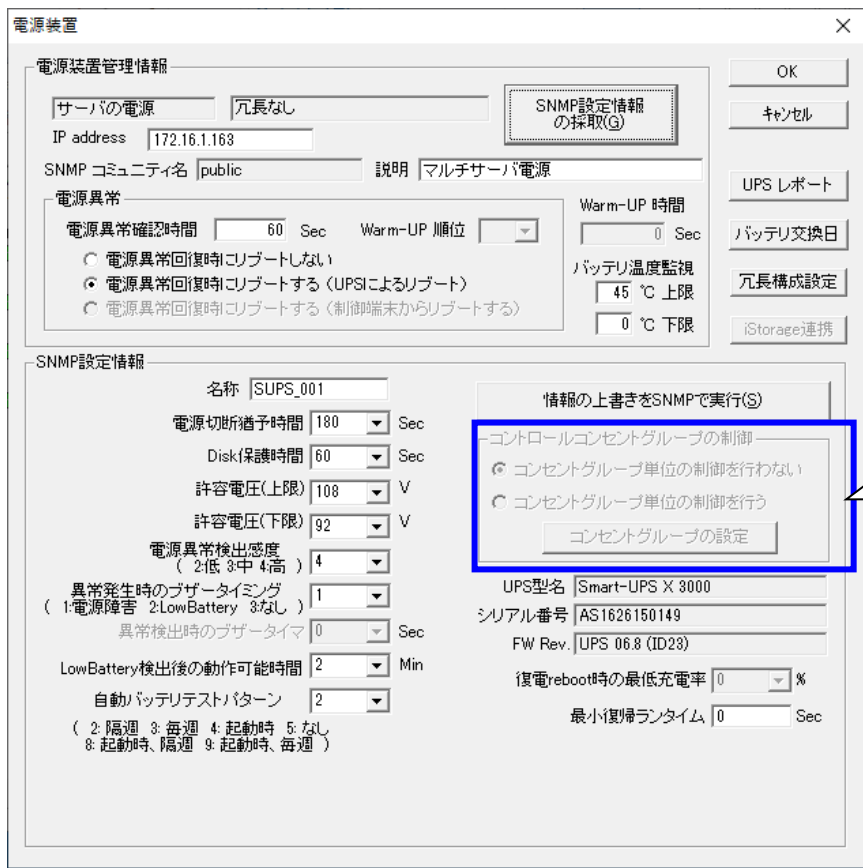 電源装置
電源装置管理情報
サーバの電源 冗長なし
SNMP設定情報
の採取(G)
IP address 172.16.1.163
SNMP コミュニティ名 public 説明 マルチサーバ電源
電源異常
電源異常確認時間 60 Sec Warm-UP 順位
電源異常回復時にリブートしない
電源異常回復時にリブートする (UPSによるリブート)
電源異常回復時にリブートする (制御端末からリブートする)
Warm-UP 時間
0 Sec
バッテリ温度監視
45 ℃ 上限
0 ℃ 下限
OK
キャンセル
UPS レポート
バッテリ交換日
冗長構成設定
iStorage連携
SNMP設定情報
名称 SUPS_001
電源切断猶予時間 180 Sec
Disk保護時間 60 Sec
許容電圧(上限) 108 V
許容電圧(下限) 92 V
電源異常検出感度
( 2:低 3:中 4:高 ) 4
異常発生時のブザータイミング
( 1:電源障害 2:LowBattery 3:なし ) 1
異常検出時のブザータイマ 0 Sec
LowBattery検出後の動作可能時間 2 Min
自動バッテリテストパターン 2
( 2: 隔週 3: 毎週 4: 起動時 5: なし
8: 起動時、隔週 9: 起動時、毎週 )
情報の上書きをSNMPで実行(S)
コントロールコンセントグループの制御
コンセントグループ単位の制御を行わない
コンセントグループ単位の制御を行う
コンセントグループの設定
UPS型名 Smart-UPS X 3000
シリアル番号 AS1626150149
FW Rev. UPS 06.8 (ID23)
復電reboot時の最低充電率 0 %
最小復帰ランタイム 0 Sec